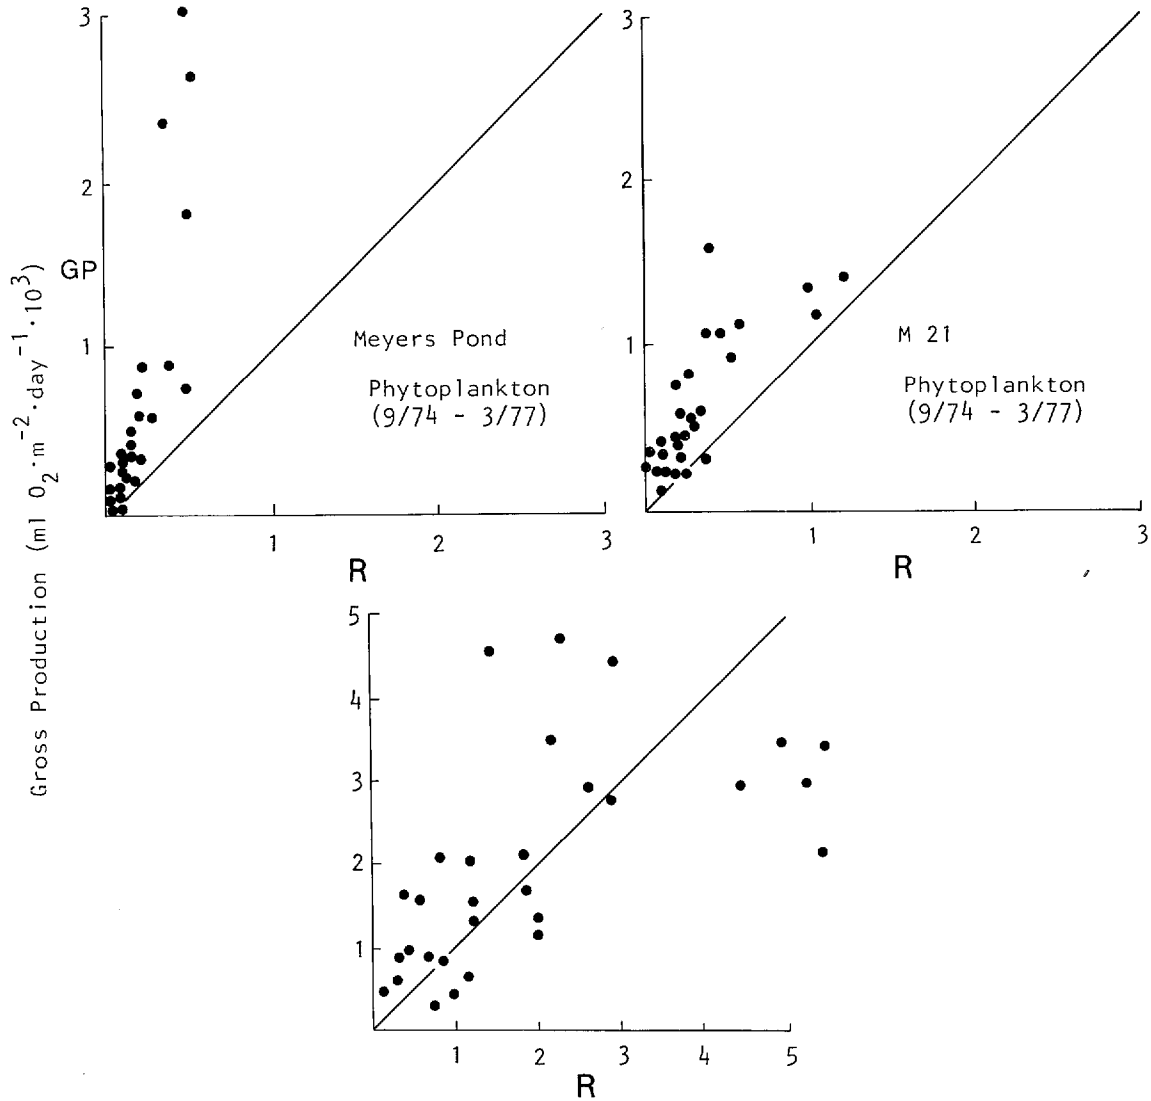 Gross Production (ml O₂·m⁻²·day⁻¹·10³)
3
2
GP
1
Meyers Pond
Phytoplankton
(9/74 - 3/77)
1
2
3
R
3
2
1
M 21
Phytoplankton
(9/74 - 3/77)
1
2
3
R
5
4
3
2
1
1
2
3
4
5
R